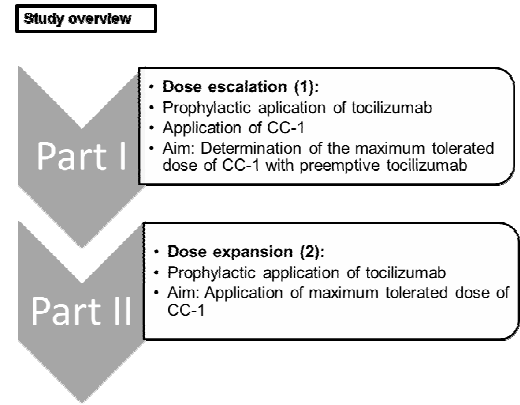 Study overview
Part I
• Dose escalation (1):
• Prophylactic aplication of tocilizumab
• Application of CC-1
• Aim: Determination of the maximum tolerated
dose of CC-1 with preemptive tocilizumab
Part II
• Dose expansion (2):
• Prophylactic application of tocilizumab
• Aim: Application of maximum tolerated dose of
CC-1